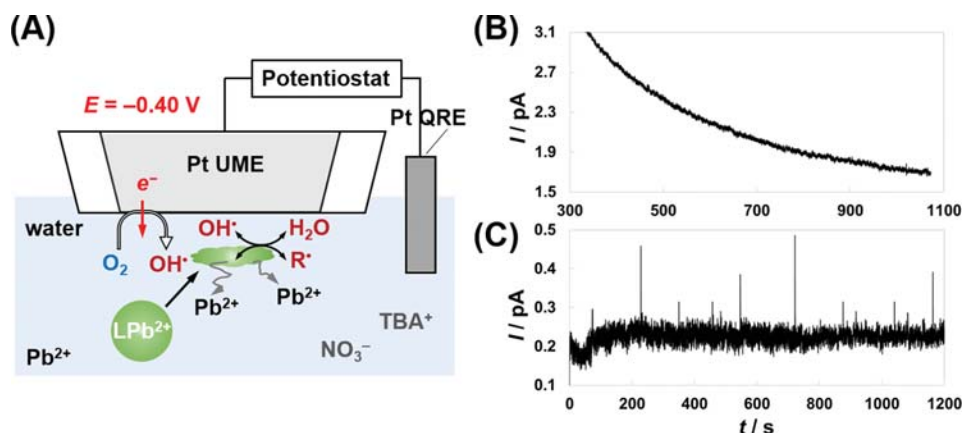 (A)
Potentiostat
E = –0.40 V
Pt QRE
Pt UME
e⁻
water
OH•
H₂O
O₂
OH•
R•
Pb²⁺
Pb²⁺
LPb²⁺
TBA⁺
Pb²⁺
NO₃⁻
(B)
3.1
2.7
2.3
1.9
1.5
I / pA
300 500 700 900 1100
(C)
0.5
0.4
0.3
0.2
0.1
I / pA
0 200 400 600 800 1000 1200
t / s